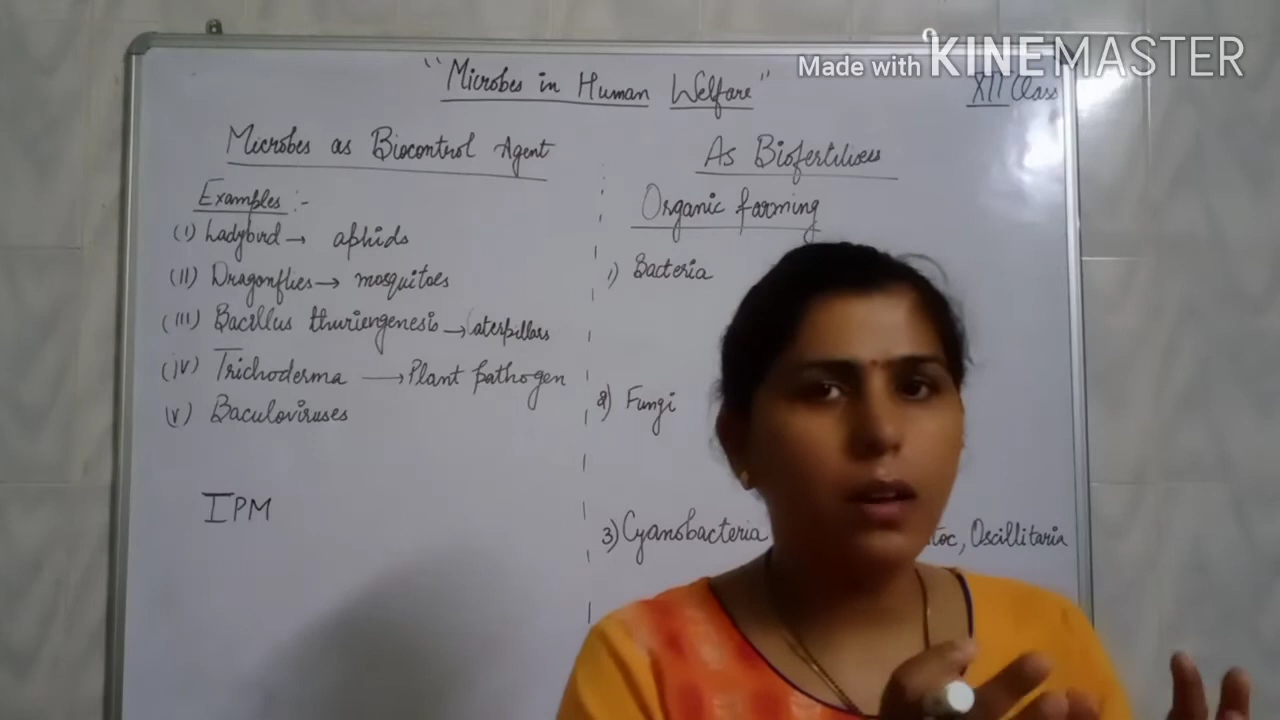 Made with KINEMASTER
"Microbes in Human Welfare"
XII Class
Microbes as Biocontrol Agent
Examples :-
(i) Ladybird → aphids
(ii) Dragonflies → mosquitoes
(iii) Bacillus thuriengenesis → Caterpillars
(iv) Trichoderma → Plant pathogen
(v) Baculoviruses
IPM
As Biofertilisers
Organic farming
1) Bacteria
2) Fungi
3) Cyanobacteria toc, Oscillitaria